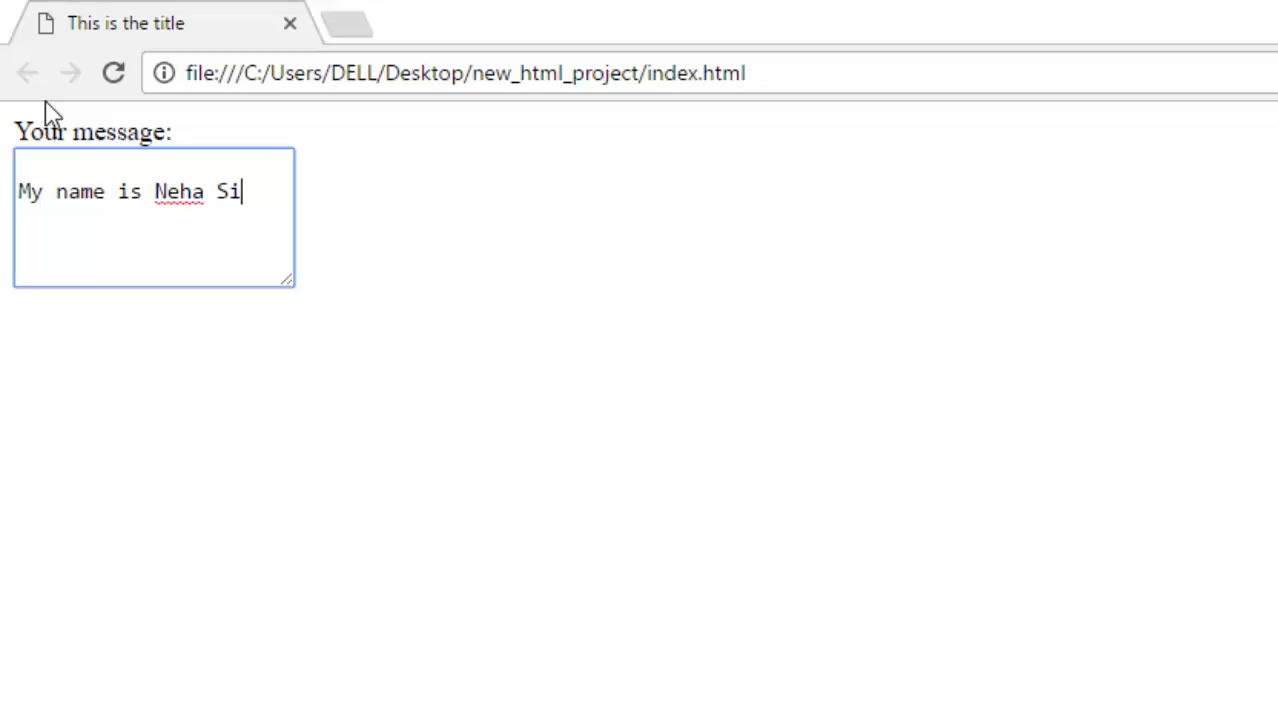 This is the title
file:///C:/Users/DELL/Desktop/new_html_project/index.html
Your message:
My name is Neha Si